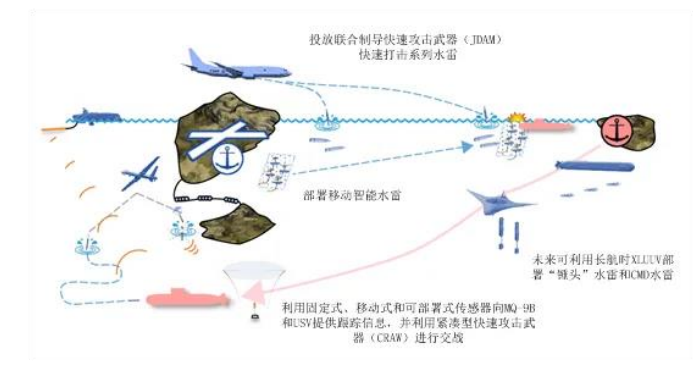 投放联合制导快速攻击武器（JDAM）
快速打击系列水雷
部署移动智能水雷
未来可利用长航时XLUUV部
署“锤头”水雷和CMD水雷
利用固定式、移动式和可部署式传感器向MQ-9B
和USV提供跟踪信息，并利用紧凑型快速攻击武
器（CRAW）进行交战